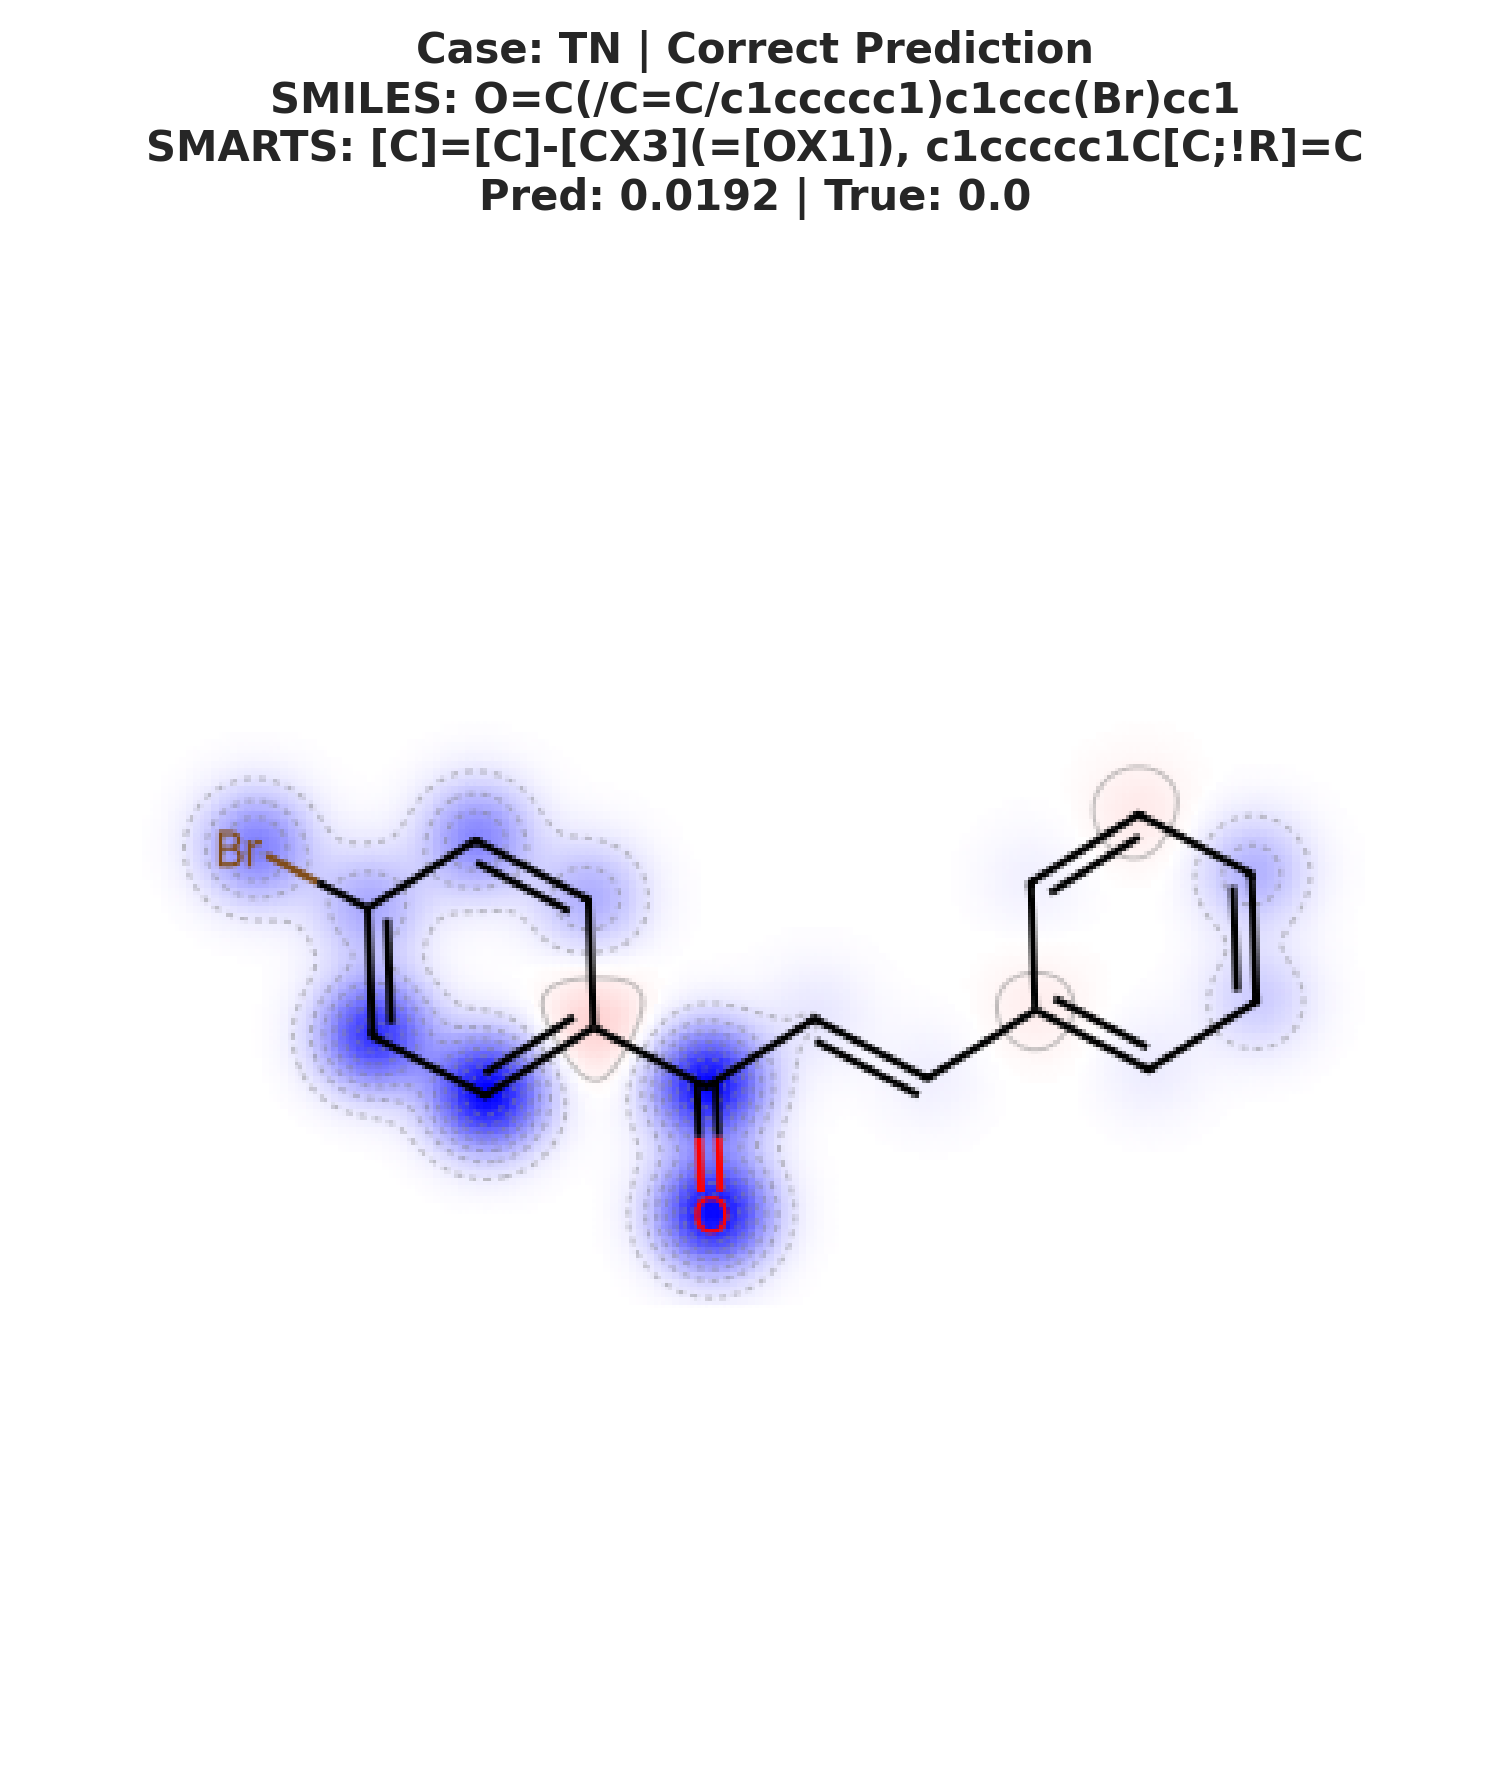 Case: TN | Correct Prediction
SMILES: O=C(/C=C/c1ccccc1)c1ccc(Br)cc1
SMARTS: [C]=[C]-[CX3](=[OX1]), c1ccccc1C[C;!R]=C
Pred: 0.0192 | True: 0.0
Br
O